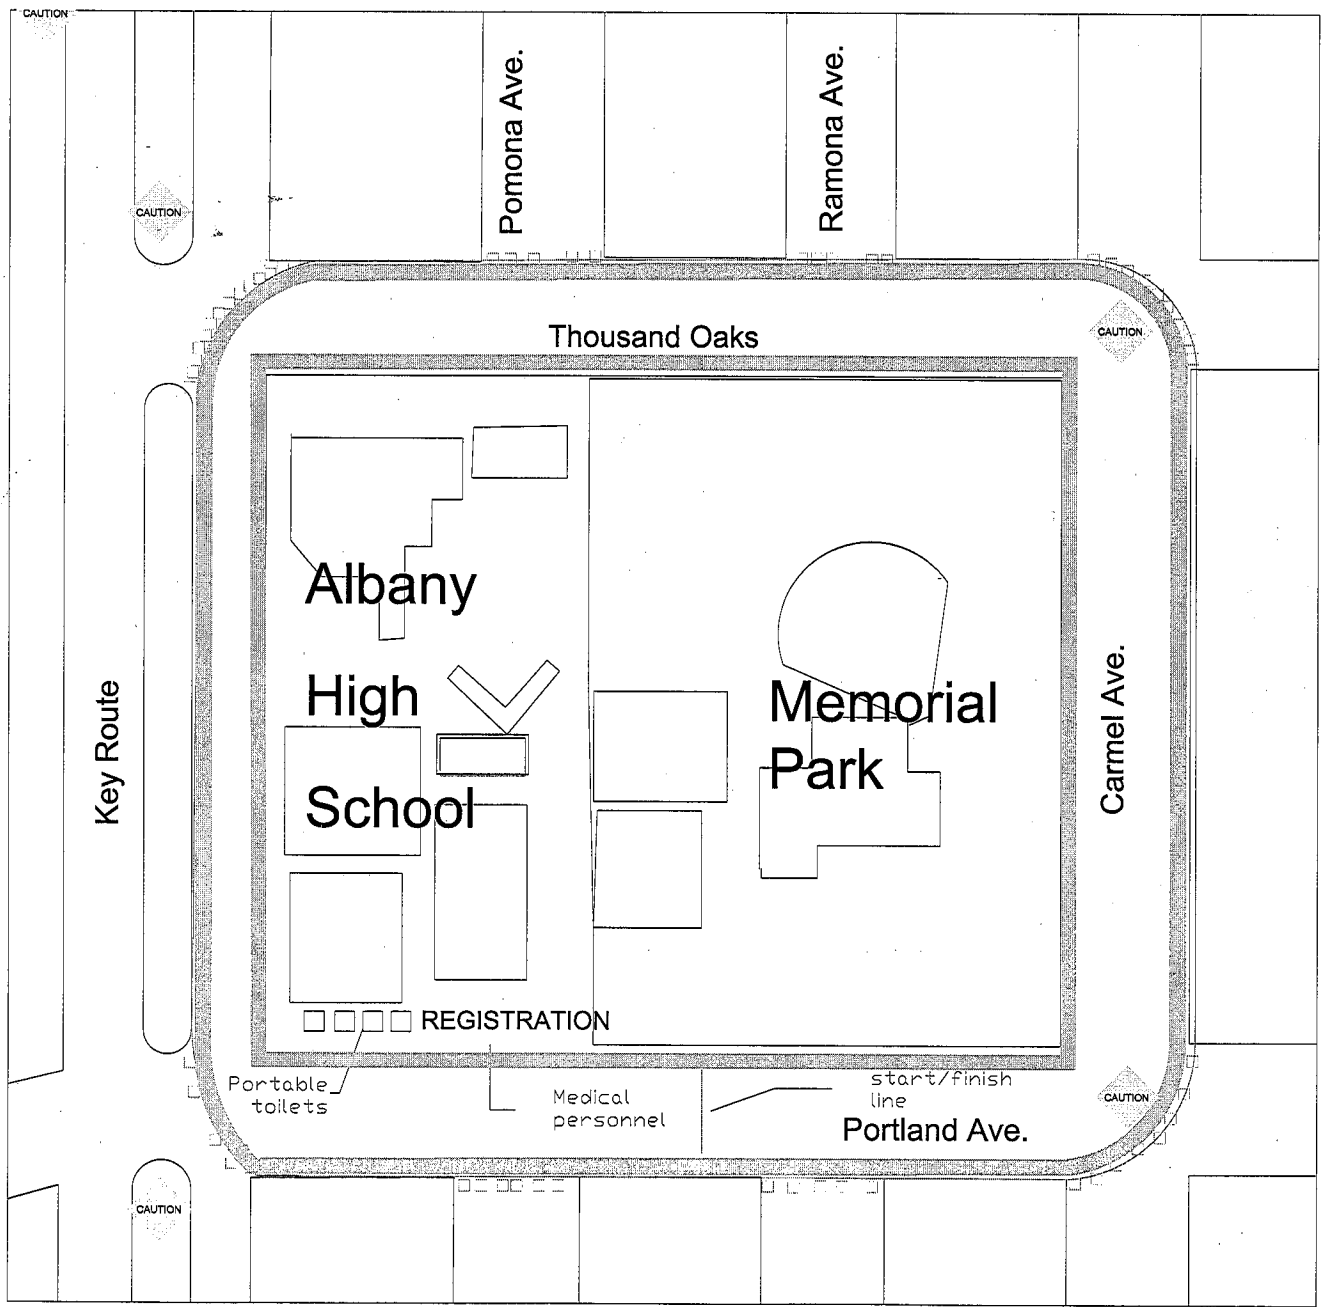 CAUTION
Pomona Ave.
Ramona Ave.
CAUTION
Thousand Oaks
CAUTION
Albany
High
School
Memorial
Park
Key Route
Carmel Ave.
REGISTRATION
Portable
toilets
Medical
personnel
start/finish
line
CAUTION
Portland Ave.
CAUTION